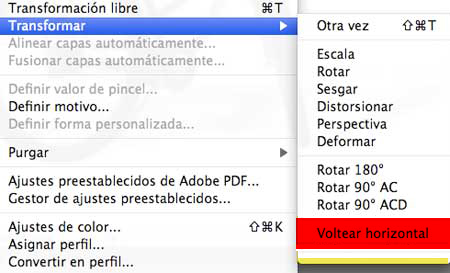 Transformación libre ⌘T
Transformar
Alinear capas automáticamente...
Fusionar capas automáticamente...
Definir valor de pincel...
Definir motivo...
Definir forma personalizada...
Purgar
Ajustes preestablecidos de Adobe PDF...
Gestor de ajustes preestablecidos...
Ajustes de color... ⇧⌘K
Asignar perfil...
Convertir en perfil...
Otra vez ⇧⌘T
Escala
Rotar
Sesgar
Distorsionar
Perspectiva
Deformar
Rotar 180°
Rotar 90° AC
Rotar 90° ACD
Voltear horizontal